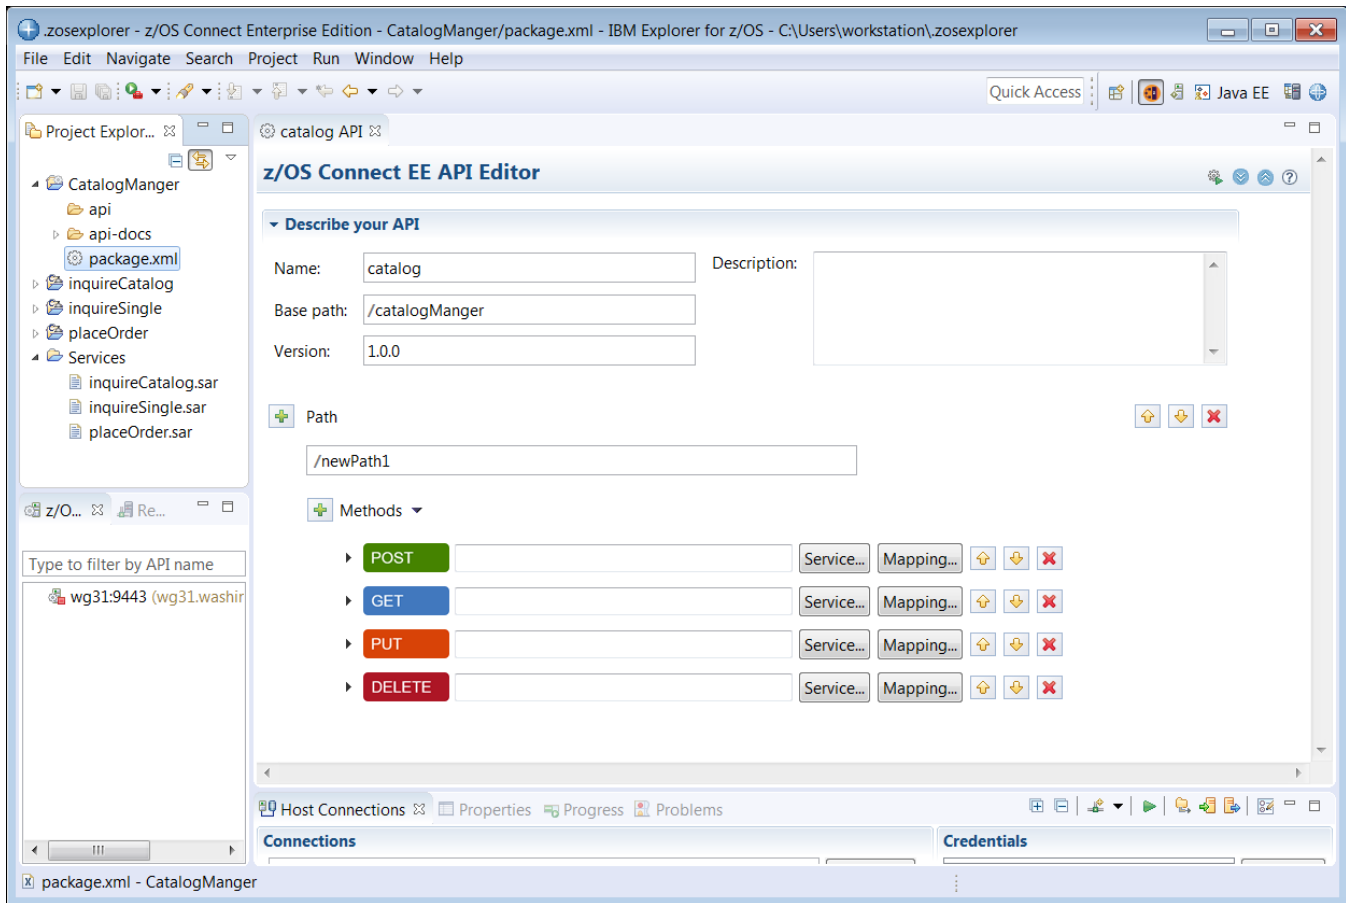 .zosexplorer - z/OS Connect Enterprise Edition - CatalogManger/package.xml - IBM Explorer for z/OS - C:\Users\workstation\.zosexplorer
File Edit Navigate Search Project Run Window Help
Quick Access
Java EE
Project Explor...
CatalogManger
api
api-docs
package.xml
inquireCatalog
inquireSingle
placeOrder
Services
inquireCatalog.sar
inquireSingle.sar
placeOrder.sar
z/O... Re...
Type to filter by API name
wg31:9443 (wg31.washir
catalog API
z/OS Connect EE API Editor
Describe your API
Name: catalog
Description:
Base path: /catalogManger
Version: 1.0.0
Path
/newPath1
Methods
POST Service... Mapping...
GET Service... Mapping...
PUT Service... Mapping...
DELETE Service... Mapping...
Host Connections Properties Progress Problems
Connections Credentials
package.xml - CatalogManger